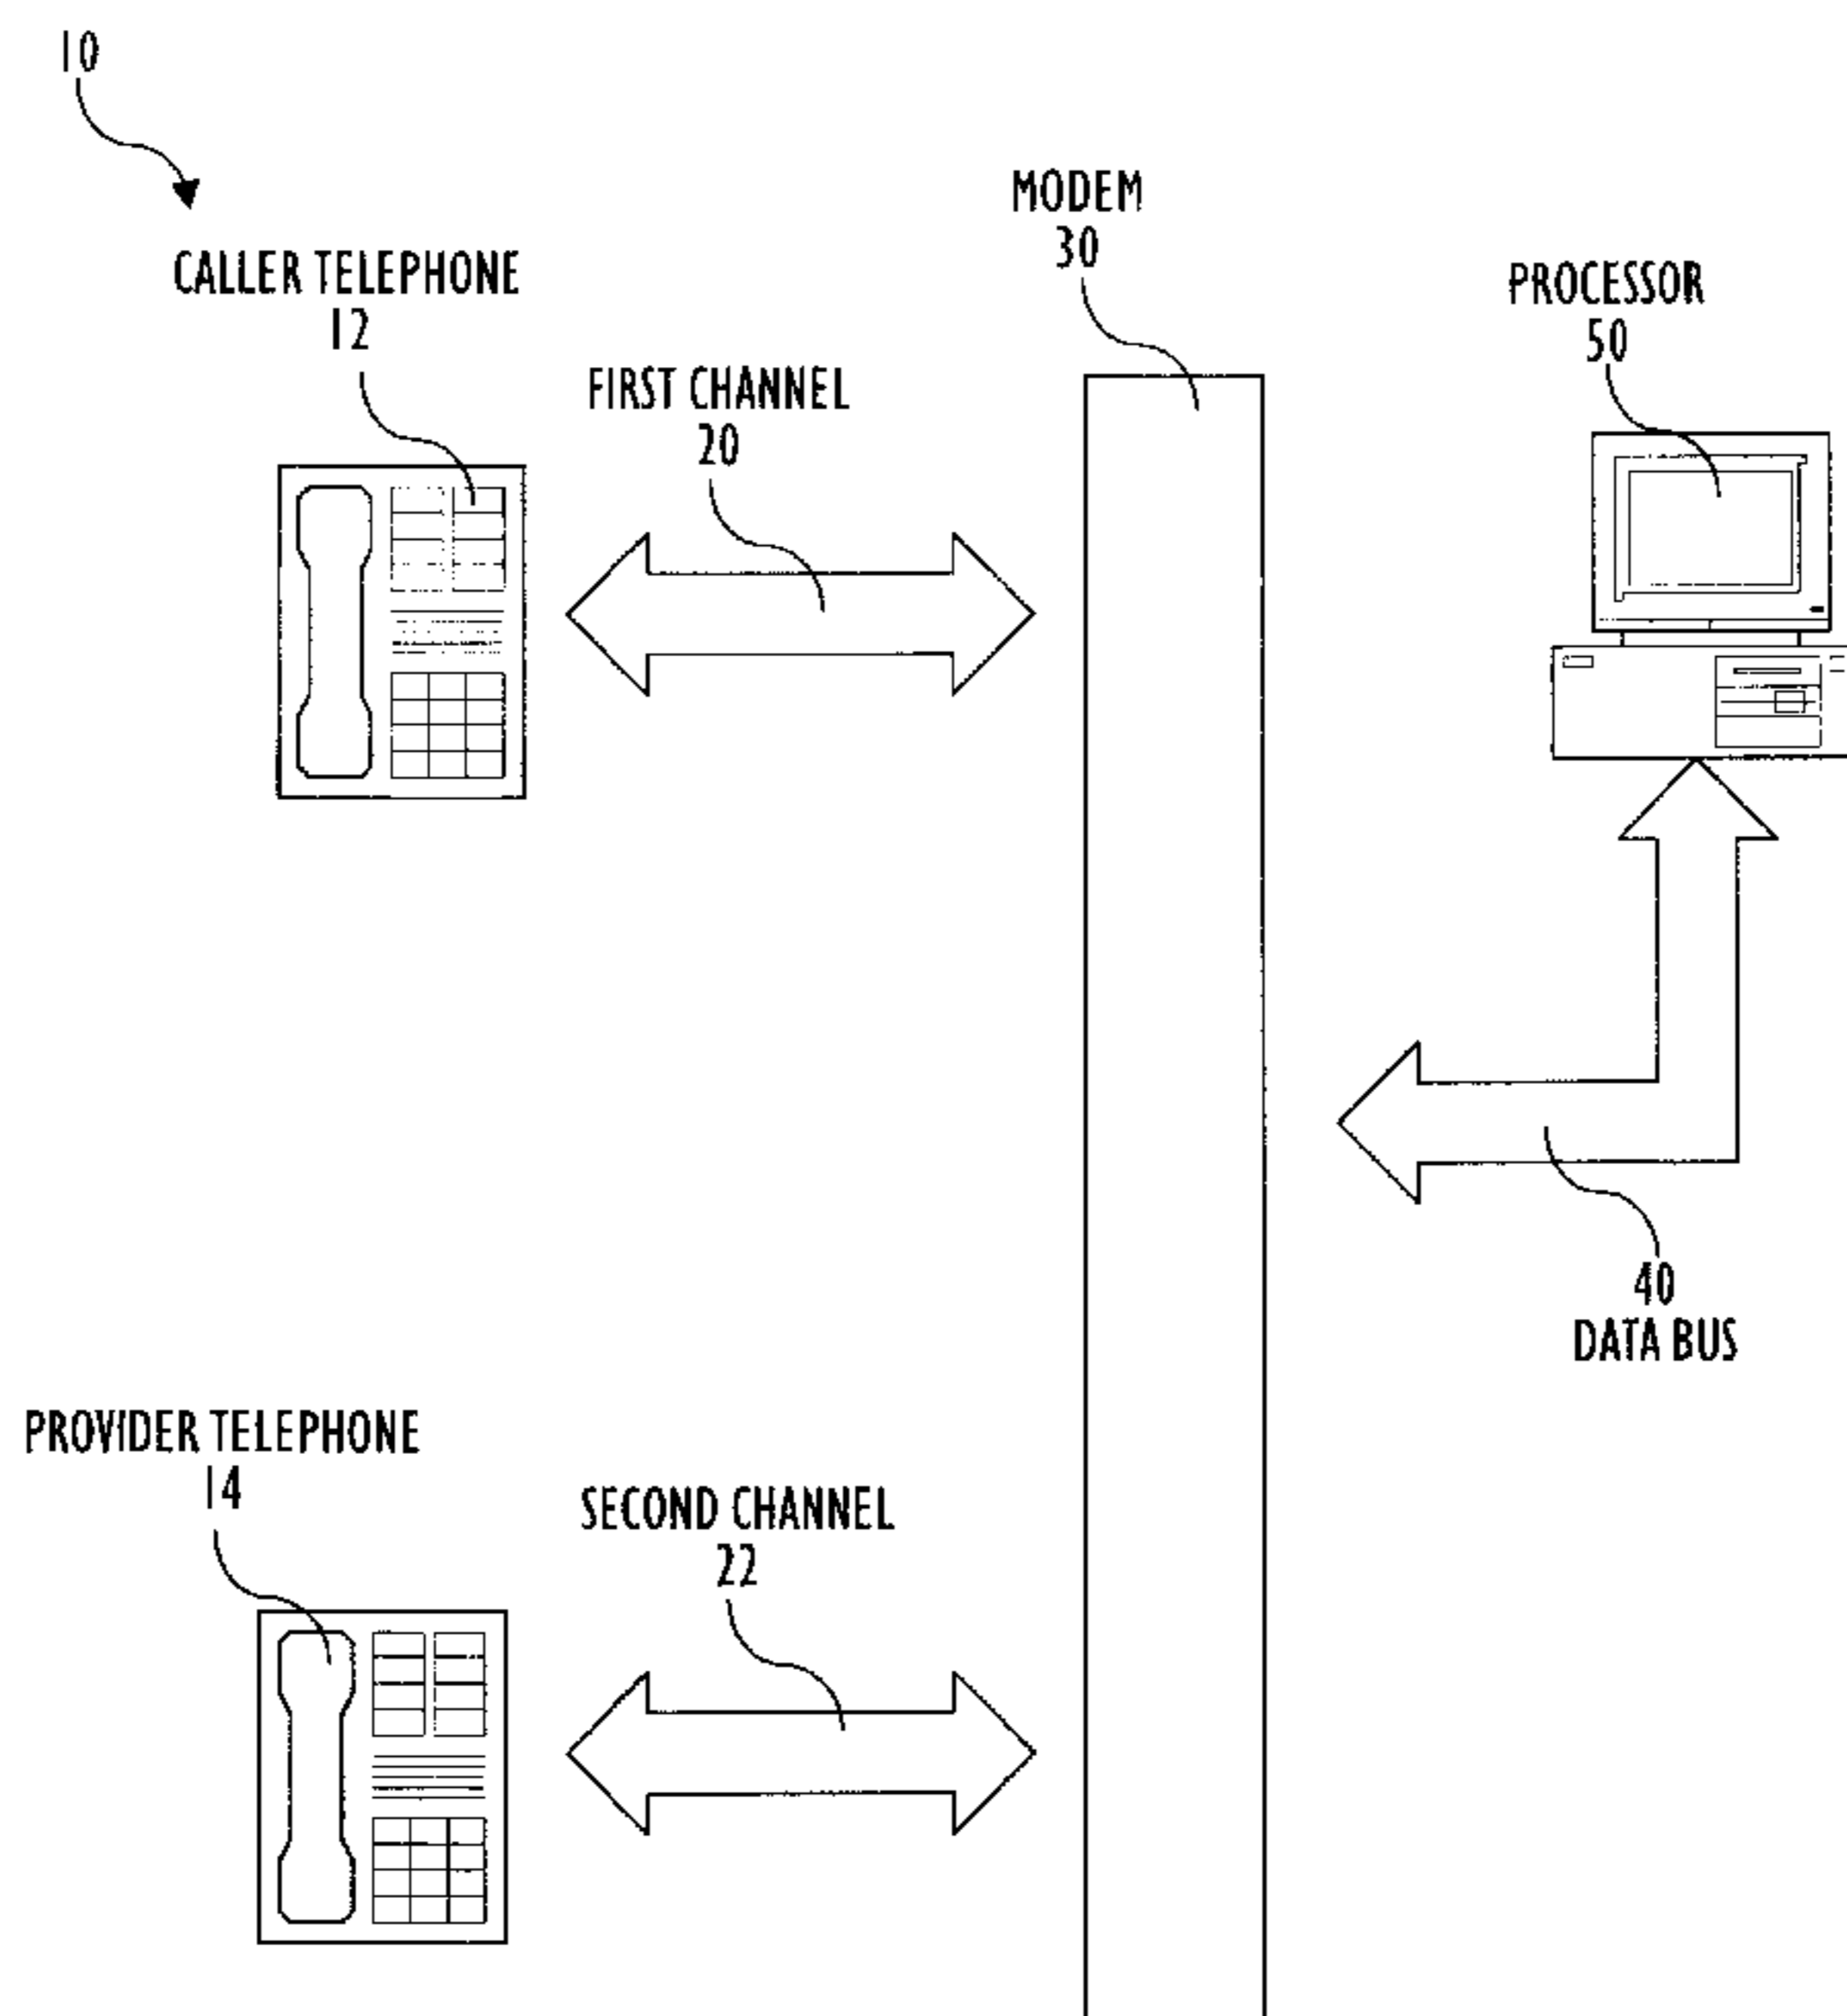 10
MODEM
30
CALLER TELEPHONE
12
PROCESSOR
50
FIRST CHANNEL
20
40
DATA BUS
PROVIDER TELEPHONE
14
SECOND CHANNEL
22